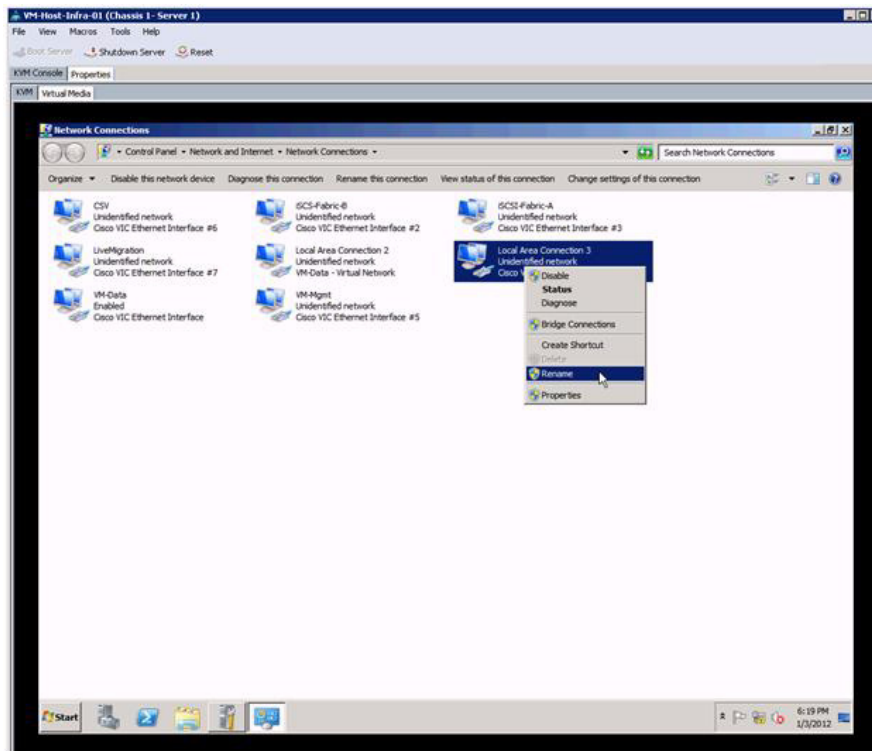 VM-Host-Infra-01 (Chassis 1- Server 1)
File View Macros Tools Help
Boot Server Shutdown Server Reset
KVM Console Properties
KVM Virtual Media
Network Connections
Control Panel Network and Internet Network Connections
Search Network Connections
Organize Disable this network device Diagnose this connection Rename this connection View status of this connection Change settings of this connection
CSV
Unidentified network
Cisco VIC Ethernet Interface #6
iSCS-Fabric-B
Unidentified network
Cisco VIC Ethernet Interface #2
iSCSI-Fabric-A
Unidentified network
Cisco VIC Ethernet Interface #3
LiveMigration
Unidentified network
Cisco VIC Ethernet Interface #7
Local Area Connection 2
Unidentified network
VM-Data - Virtual Network
Local Area Connection 3
Unidentified network
Cisco
VM-Data
Enabled
Cisco VIC Ethernet Interface
VM-Mgmt
Unidentified network
Cisco VIC Ethernet Interface #5
Disable
Status
Diagnose
Bridge Connections
Create Shortcut
Delete
Rename
Properties
Start
6:19 PM
1/3/2012